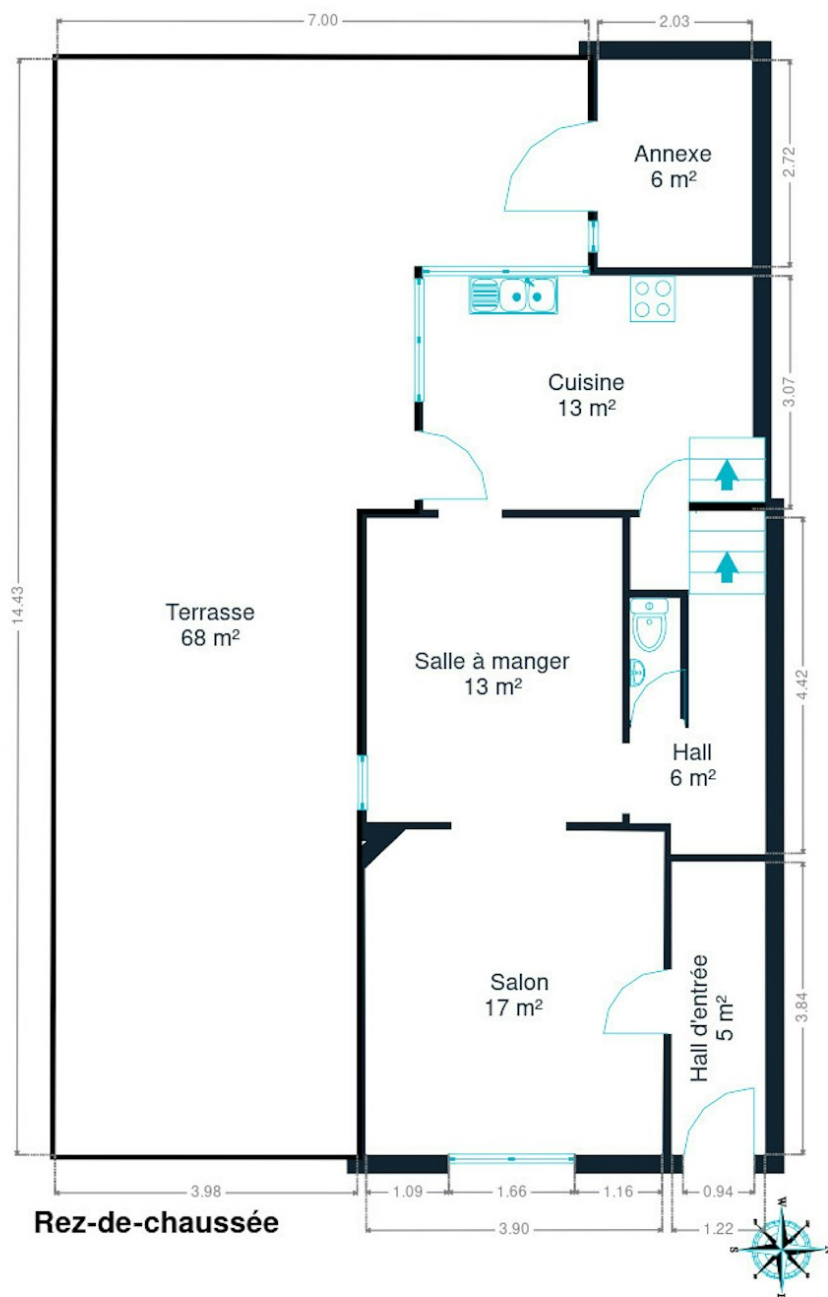 7.00
2.03
Annexe
6 m²
2.72
Cuisine
13 m²
3.07
14.43
Terrasse
68 m²
Salle à manger
13 m²
4.42
Hall
6 m²
Salon
17 m²
Hall d'entrée
5 m²
3.84
3.98
1.09
1.66
1.16
0.94
3.90
1.22
Rez-de-chaussée
W
S
N